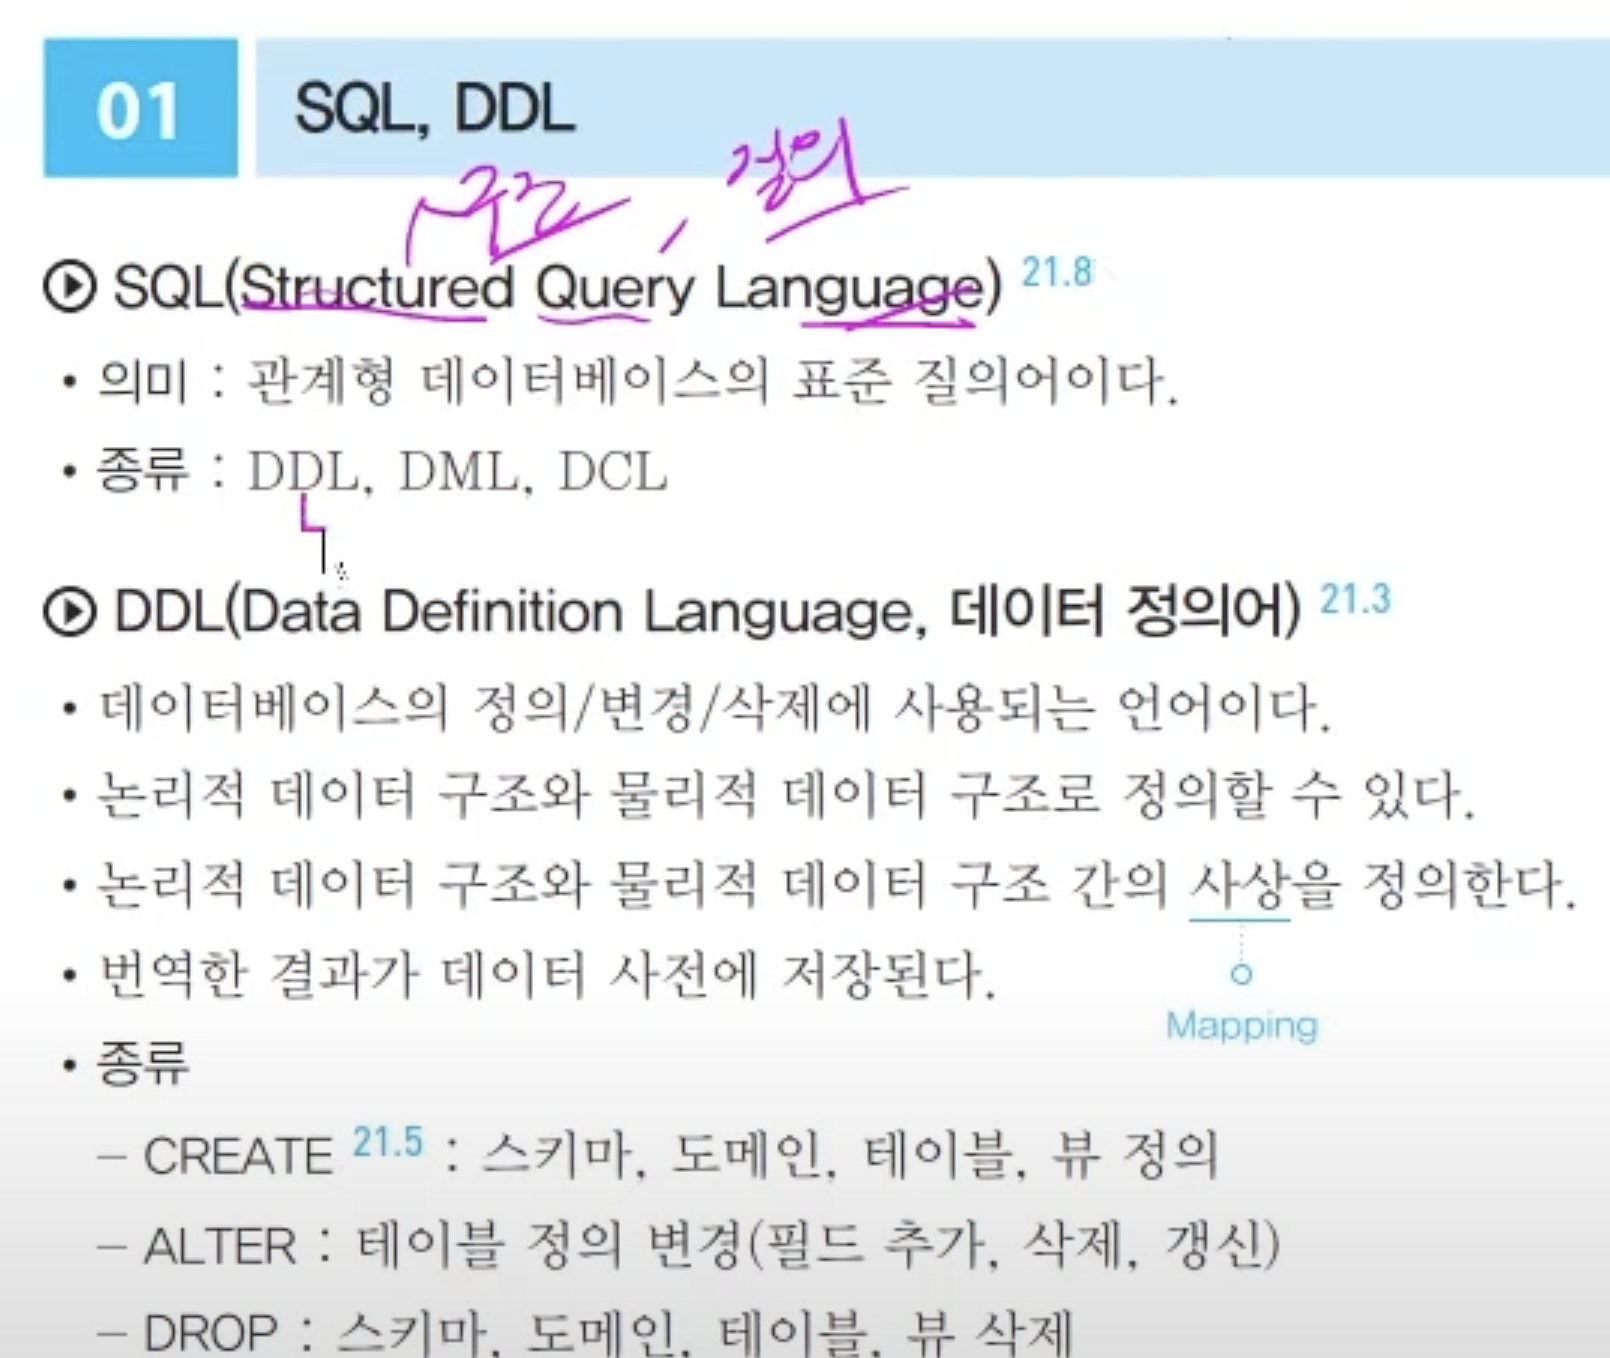 01 SQL, DDL
구조, 질의
SQL(Structured Query Language) 21.8
• 의미 : 관계형 데이터베이스의 표준 질의어이다.
• 종류 : DDL, DML, DCL
DDL(Data Definition Language, 데이터 정의어) 21.3
• 데이터베이스의 정의/변경/삭제에 사용되는 언어이다.
• 논리적 데이터 구조와 물리적 데이터 구조로 정의할 수 있다.
• 논리적 데이터 구조와 물리적 데이터 구조 간의 사상을 정의한다.
• 번역한 결과가 데이터 사전에 저장된다.
Mapping
• 종류
– CREATE 21.5 : 스키마, 도메인, 테이블, 뷰 정의
– ALTER : 테이블 정의 변경(필드 추가, 삭제, 갱신)
– DROP : 스키마, 도메인, 테이블, 뷰 삭제